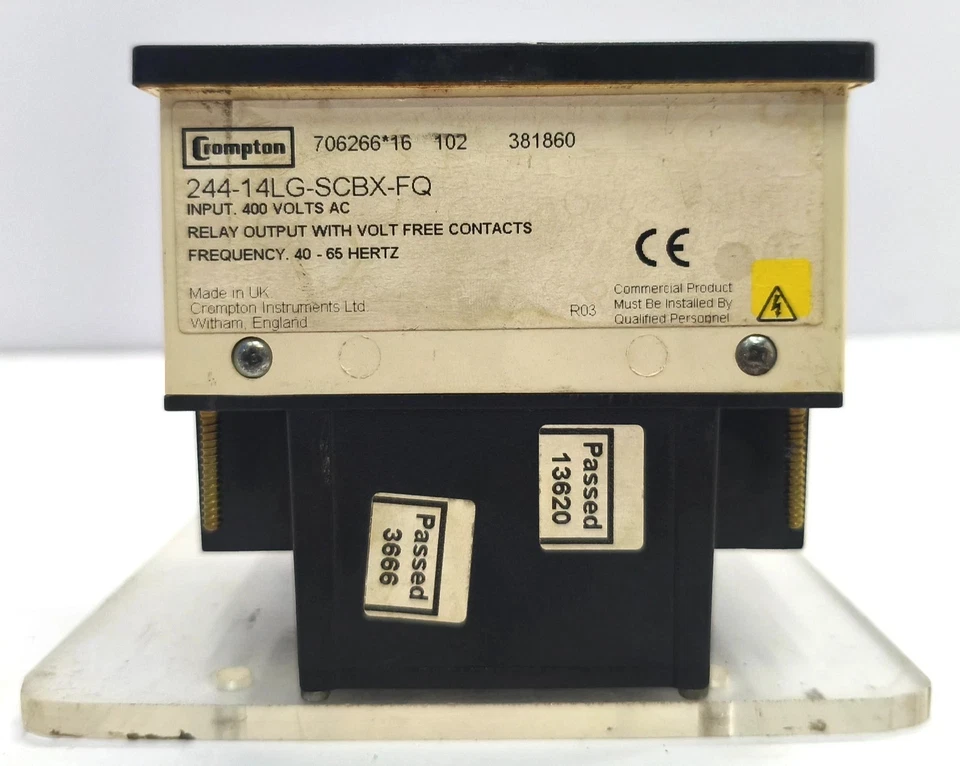 Crompton 706266*16 102 381860
244-14LG-SCBX-FQ
INPUT. 400 VOLTS AC
RELAY OUTPUT WITH VOLT FREE CONTACTS
FREQUENCY. 40 - 65 HERTZ
CE
Made in UK
Crompton Instruments Ltd.
Witham, England
R03
Commercial Product
Must Be Installed By
Qualified Personnel
Passed
13620
Passed
3666